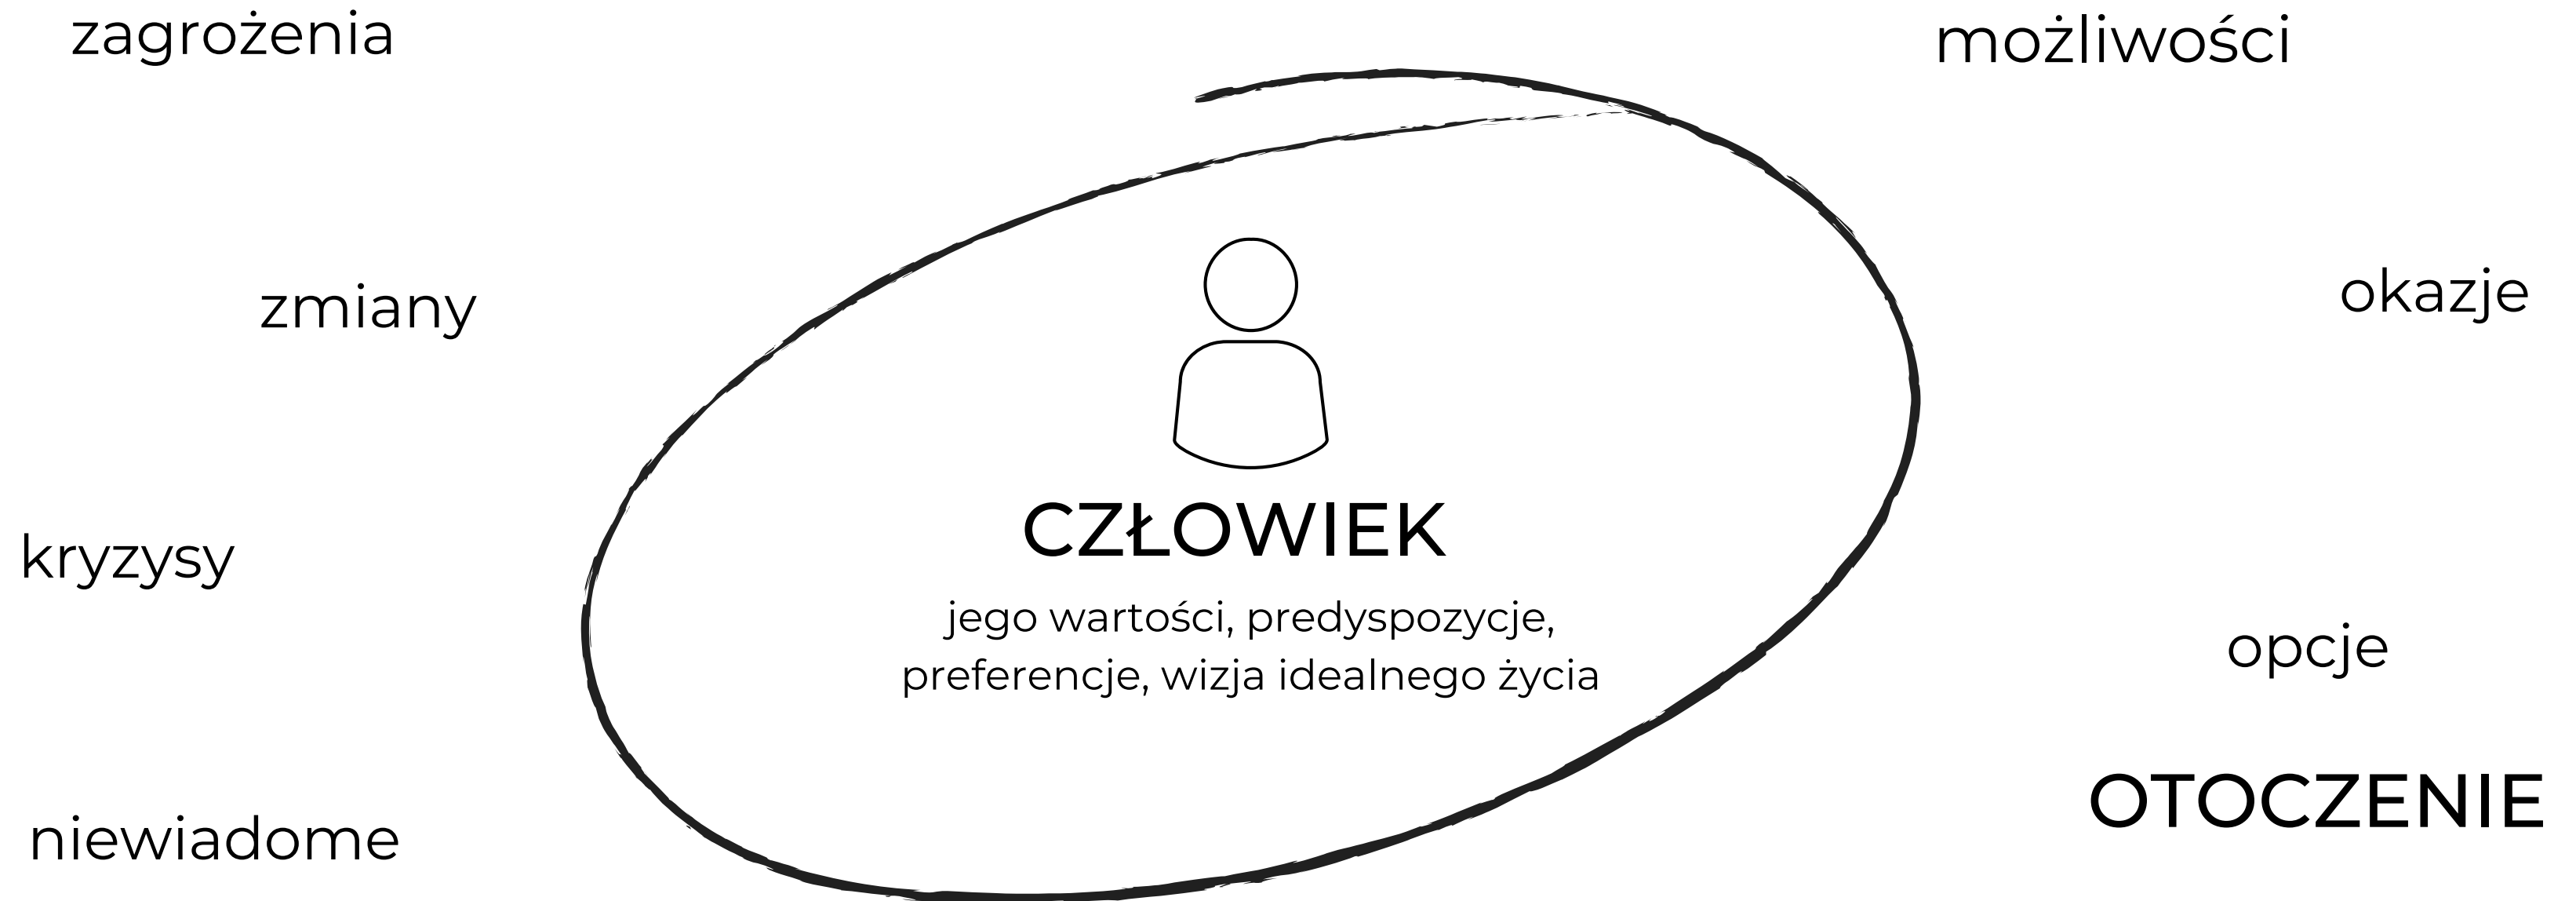 zagrożenia
możliwości
zmiany
okazje
CZŁOWIEK
kryzysy
jego wartości, predyspozycje,
preferencje, wizja idealnego życia
opcje
OTOCZENIE
niewiadome